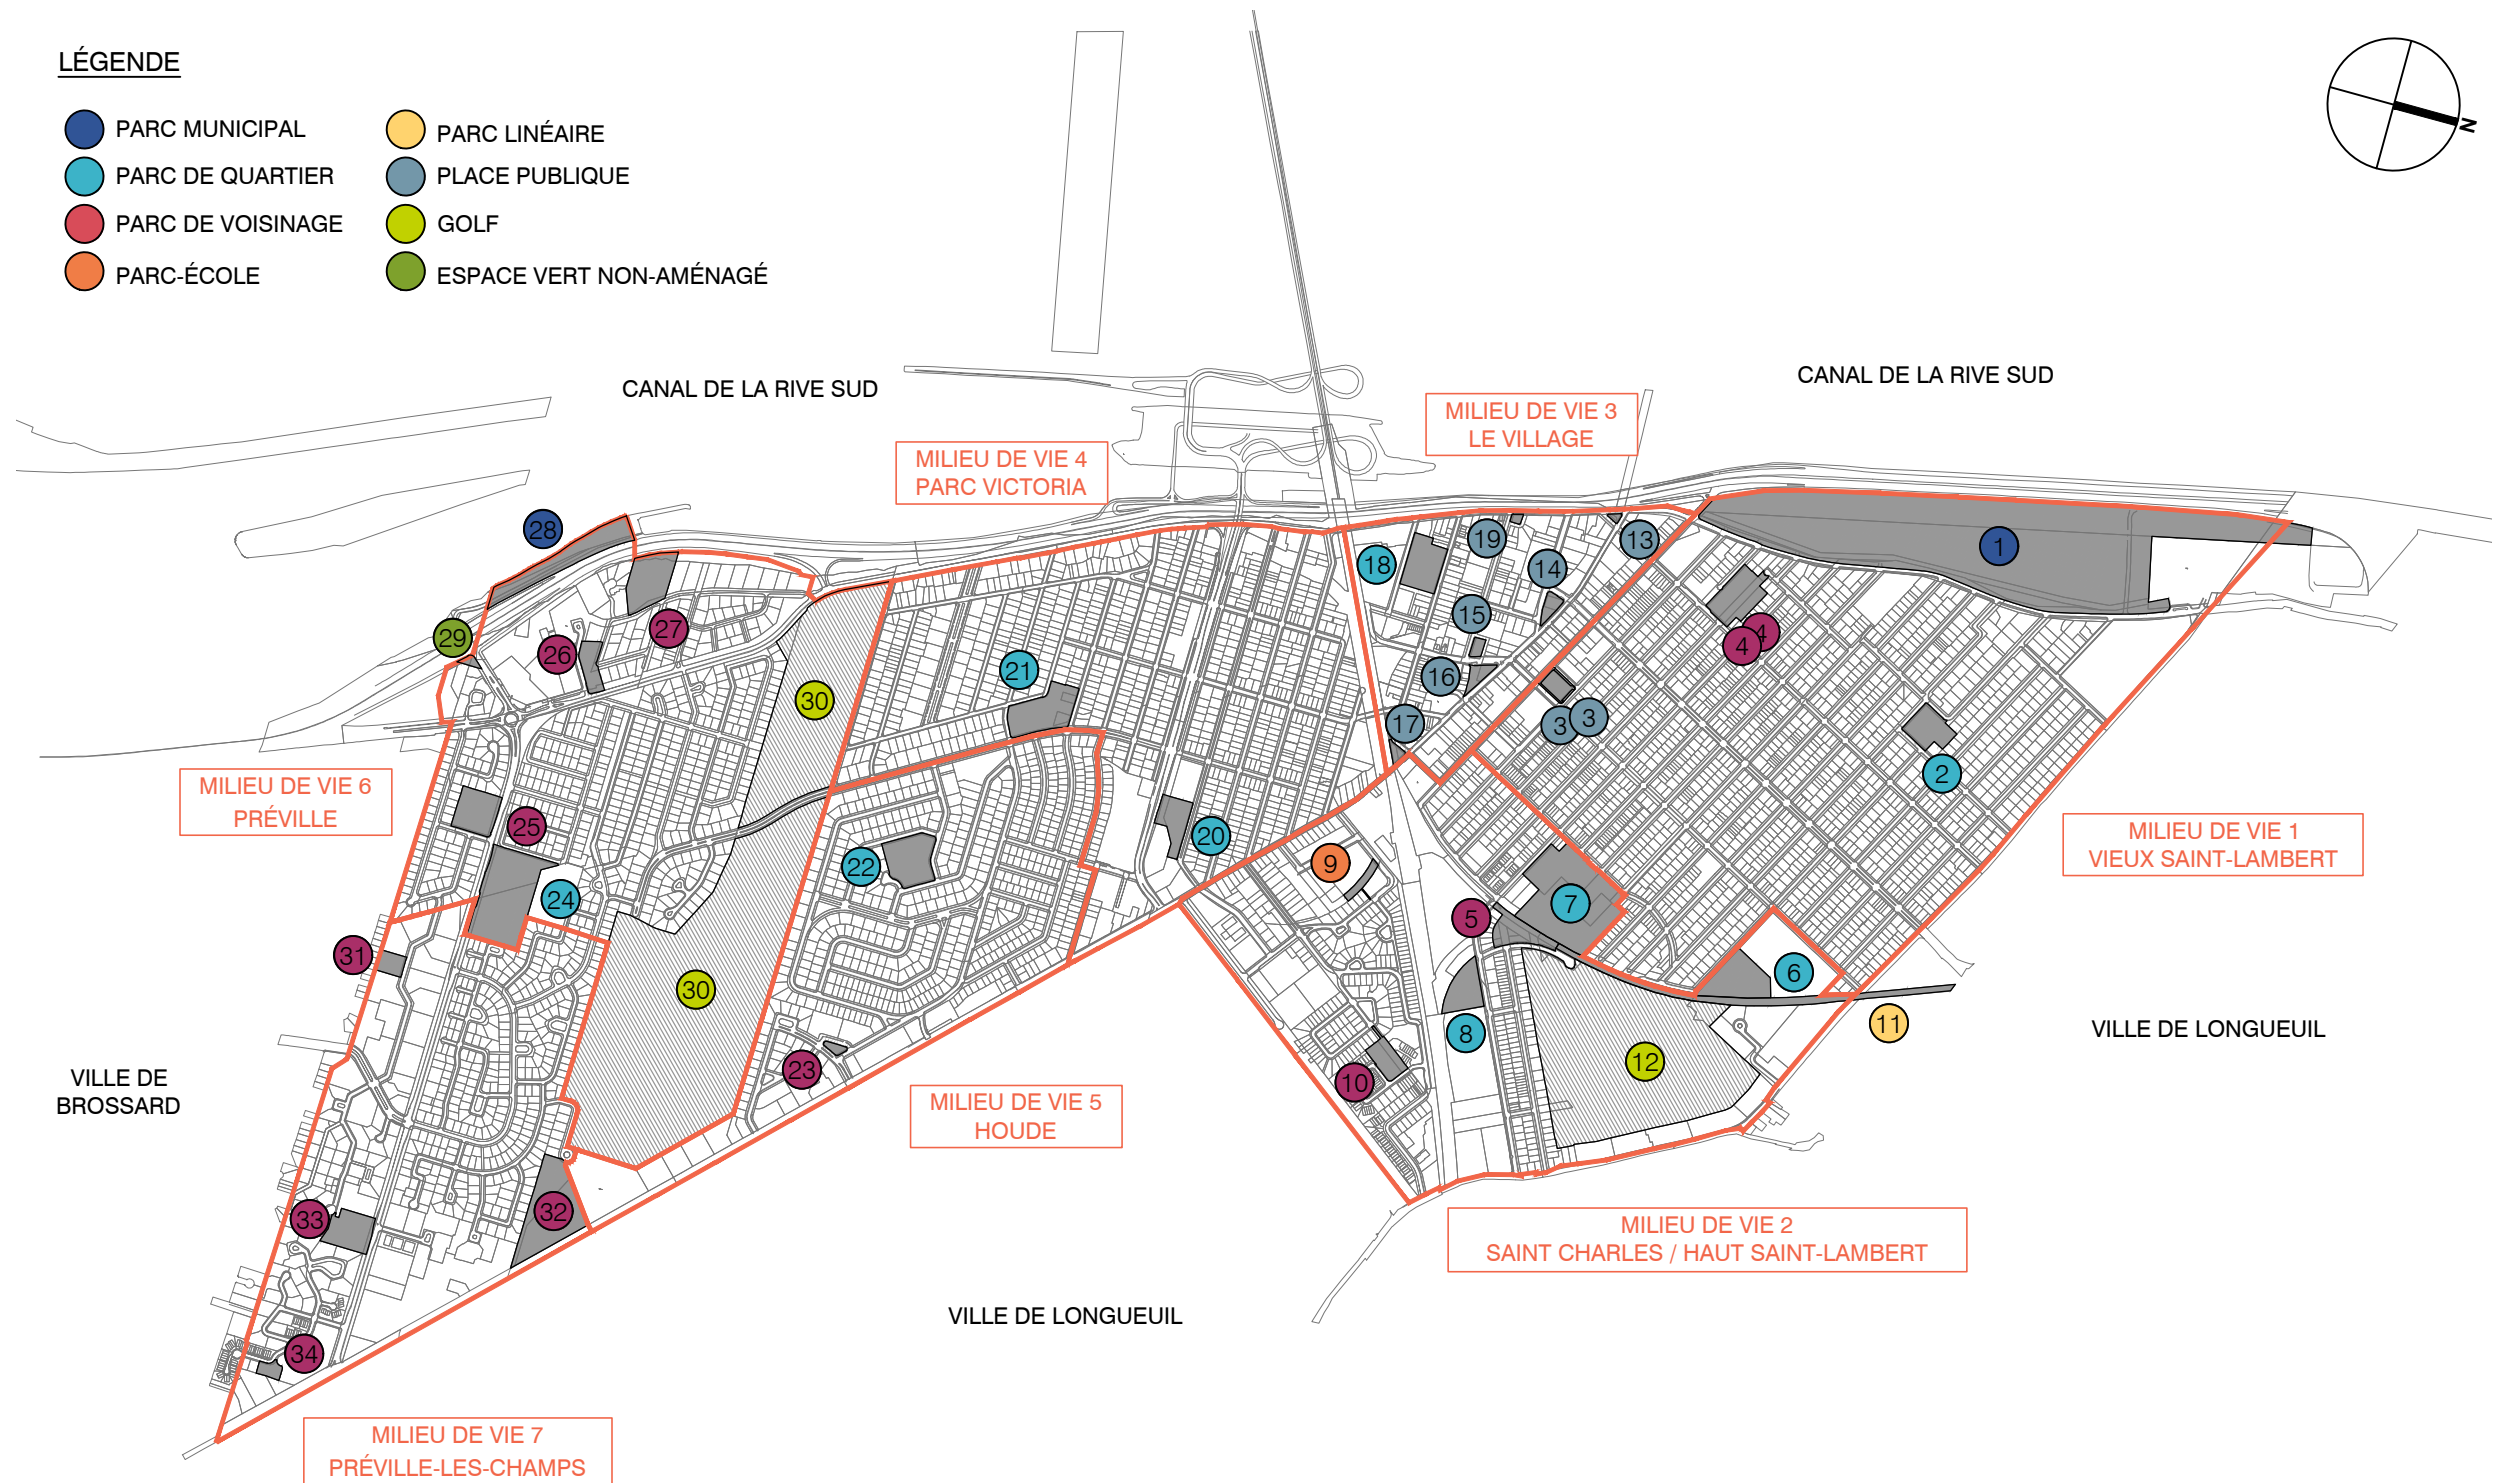 LÉGENDE
PARC MUNICIPAL
PARC DE QUARTIER
PARC DE VOISINAGE
PARC-ÉCOLE
PARC LINÉAIRE
PLACE PUBLIQUE
GOLF
ESPACE VERT NON-AMÉNAGÉ
N
CANAL DE LA RIVE SUD
CANAL DE LA RIVE SUD
MILIEU DE VIE 3
LE VILLAGE
MILIEU DE VIE 4
PARC VICTORIA
28
29
26
27
30
21
18
19
14
13
15
16
17
3
3
4
4
1
2
MILIEU DE VIE 6
PRÉVILLE
25
24
22
20
9
5
7
6
MILIEU DE VIE 1
VIEUX SAINT-LAMBERT
31
30
23
8
10
12
11
VILLE DE LONGUEUIL
VILLE DE
BROSSARD
MILIEU DE VIE 5
HOUDE
33
32
34
MILIEU DE VIE 2
SAINT CHARLES / HAUT SAINT-LAMBERT
VILLE DE LONGUEUIL
MILIEU DE VIE 7
PRÉVILLE-LES-CHAMPS